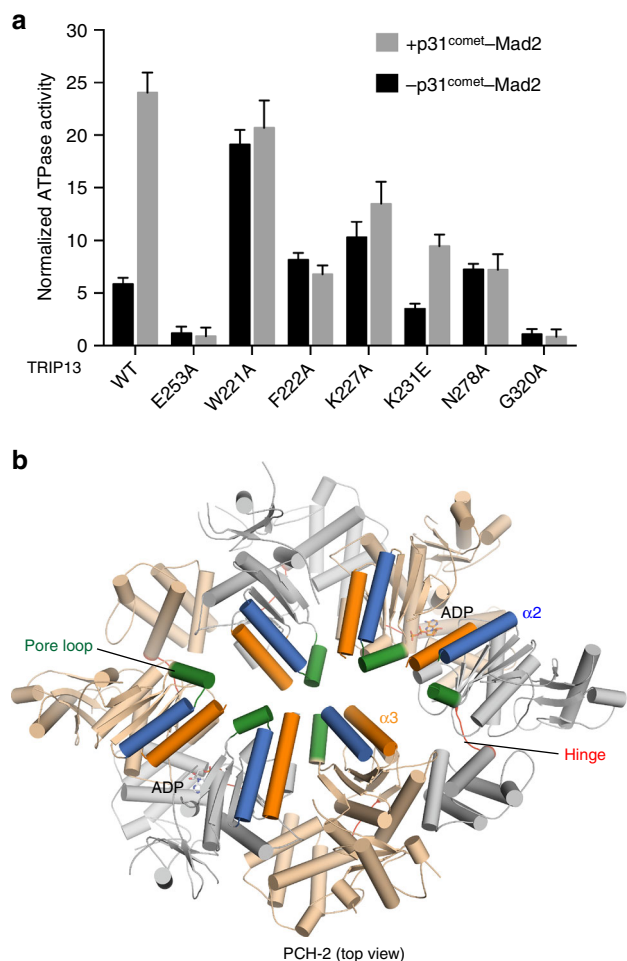 a
30
25
20
15
10
5
0
Normalized ATPase activity
+p31comet–Mad2
–p31comet–Mad2
TRIP13
WT
E253A
W221A
F222A
K227A
K231E
N278A
G320A
b
ADP
α2
Pore loop
α3
Hinge
ADP
PCH-2 (top view)